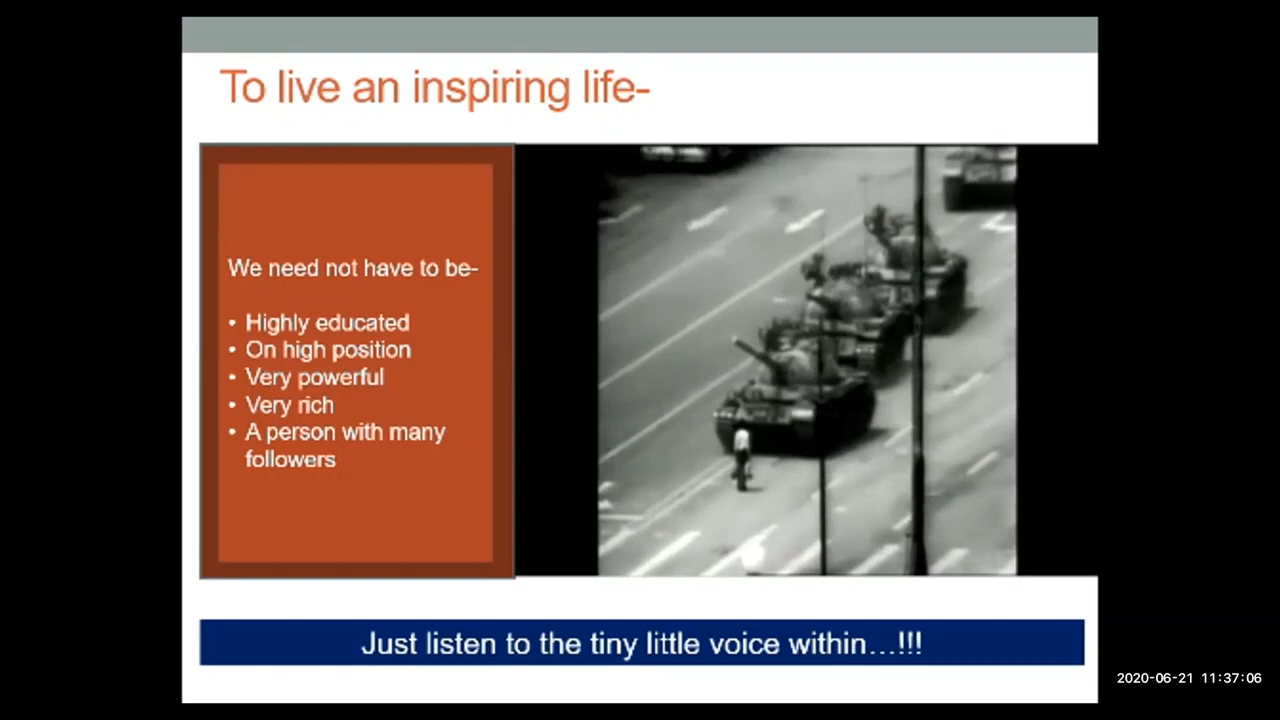 To live an inspiring life-
We need not have to be-
• Highly educated
• On high position
• Very powerful
• Very rich
• A person with many
followers
Just listen to the tiny little voice within...!!!
2020-06-21 11:37:06